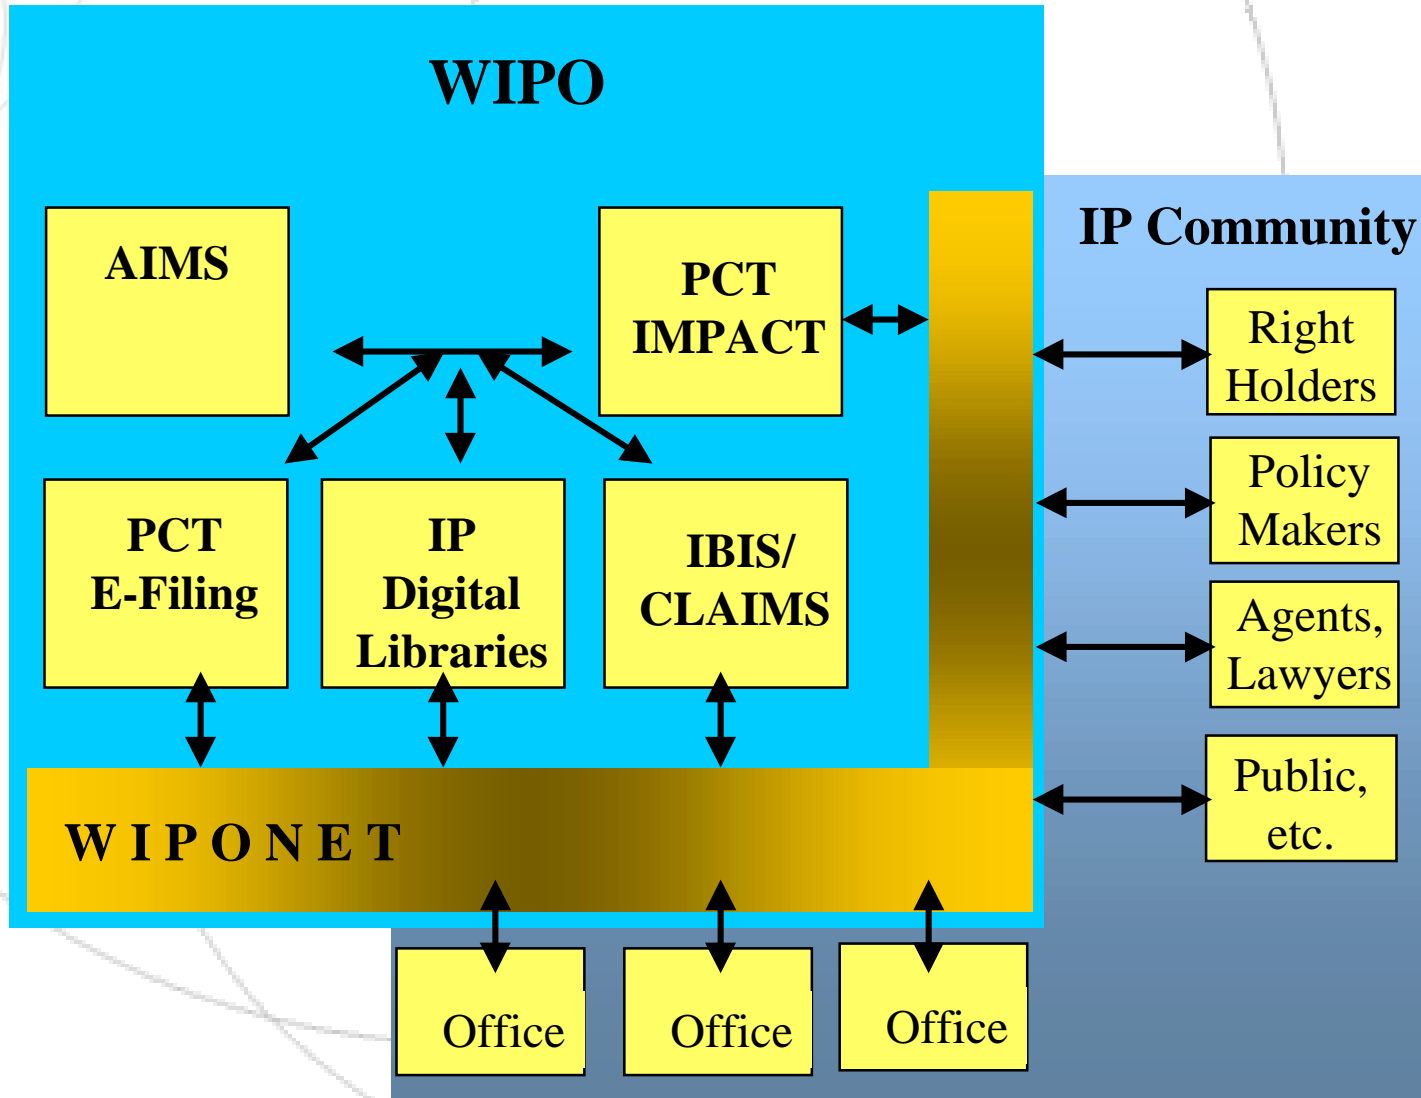 WIPO
IP Community
AIMS
PCT
IMPACT
Right
Holders
Policy
Makers
PCT
E-Filing
IP
Digital
Libraries
IBIS/
CLAIMS
Agents,
Lawyers
Public,
etc.
W I P O N E T
Office
Office
Office